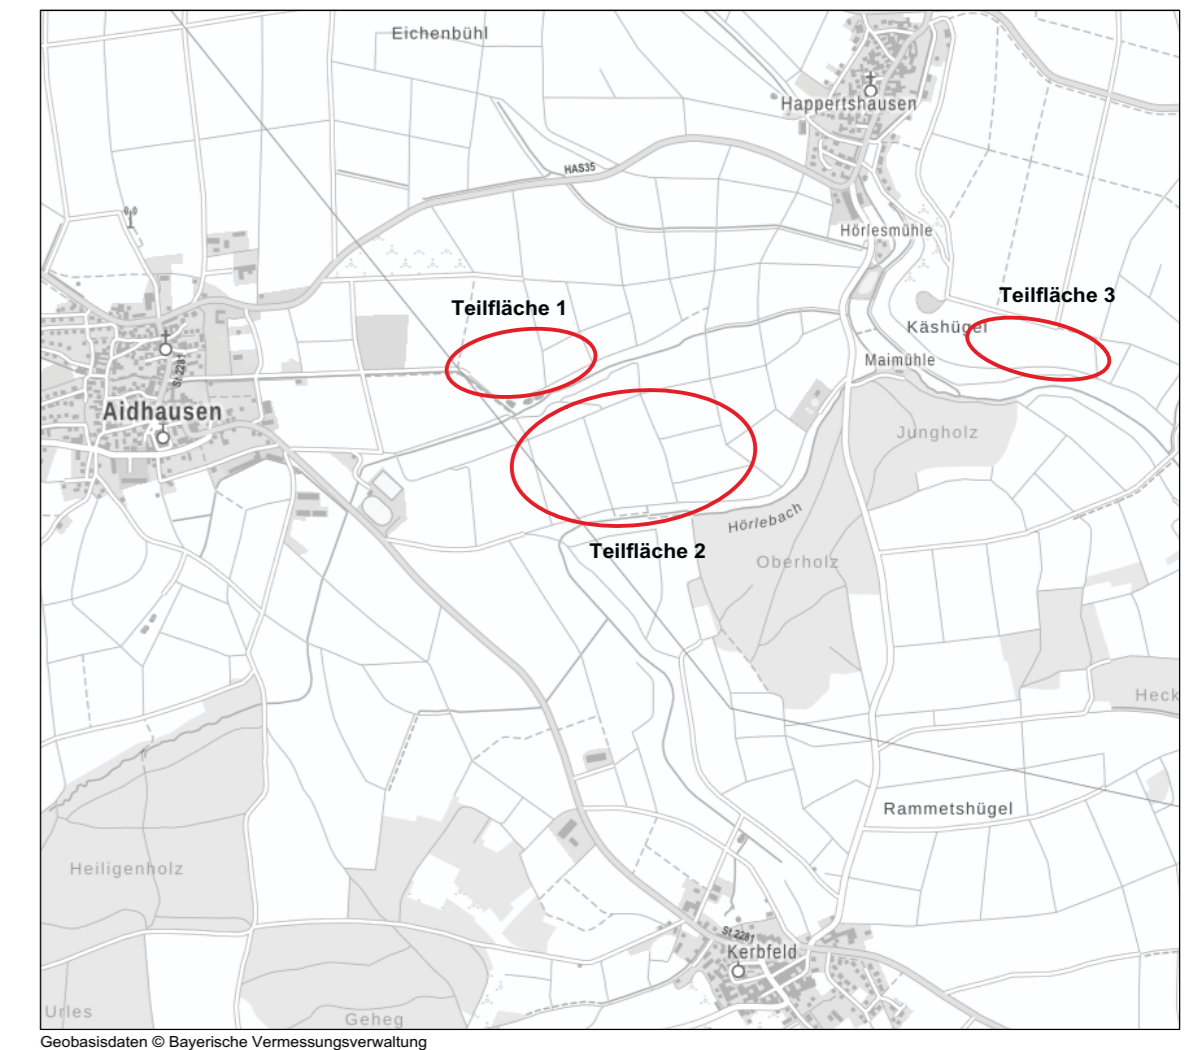 Eichenbühl
Happertshausen
HAS35
Hörlesmühle
Teilfläche 1
Teilfläche 3
Käshügel
Maimühle
St 2281
Aidhausen
Jungholz
Hörlebach
Teilfläche 2
Oberholz
Heck
Rammetshügel
Heiligenholz
St 2281
Kerbfeld
Urles
Geheg
Geobasisdaten © Bayerische Vermessungsverwaltung